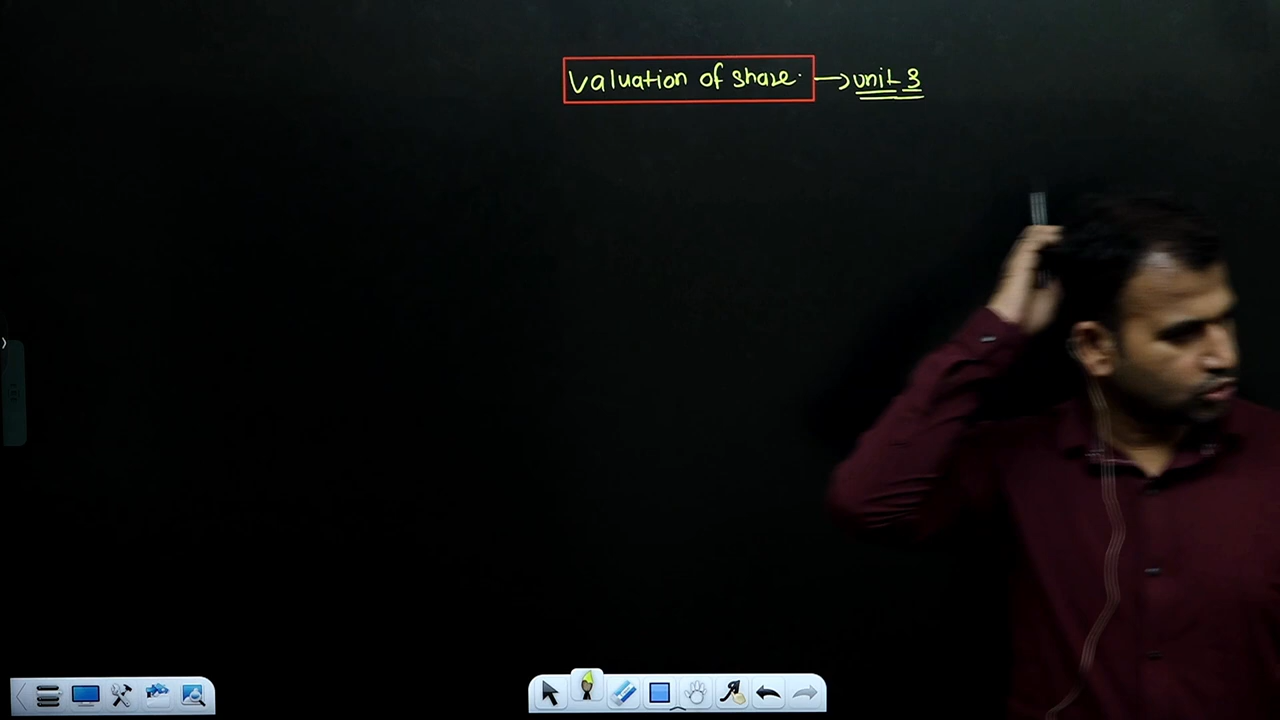 Valuation of share. → unit-3